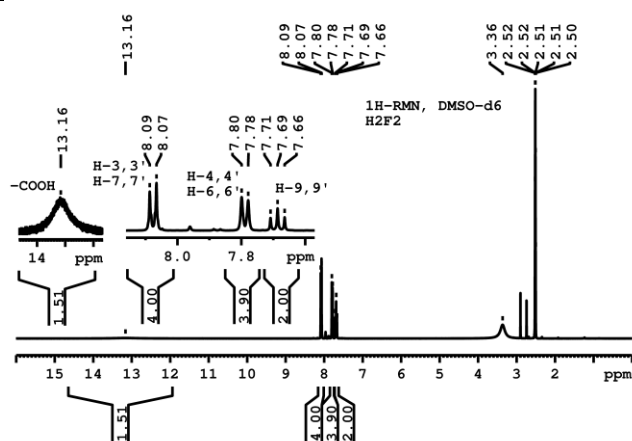 13.16
8.09
8.07
7.80
7.78
7.71
7.69
7.66
3.36
2.52
2.52
2.51
2.51
2.50
1H-RMN, DMSO-d6
H2F2
13.16
-COOH
8.09
8.07
H-3,3'
H-7,7'
7.80
7.78
H-4,4'
H-6,6'
7.71
7.69
7.66
H-9,9'
14 ppm
8.0 7.8 ppm
1.51
4.00
3.90
2.00
15 14 13 12 11 10 9 8 7 6 5 4 3 2 ppm
1.51
4.00
3.90
2.00